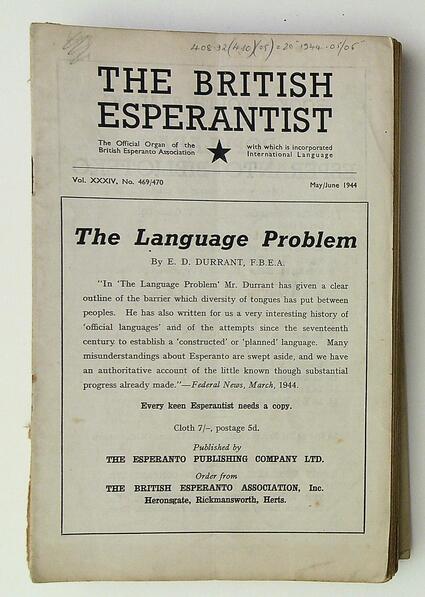 408.92(410)(05)=20 1944.05/06
THE BRITISH
ESPERANTIST
The Official Organ of the
British Esperanto Association
with which is incorporated
International Language
Vol. XXXIV, No. 469/470
May/June 1944
The Language Problem
By E. D. DURRANT, F.B.E.A.
"In 'The Language Problem' Mr. Durrant has given a clear
outline of the barrier which diversity of tongues has put between
peoples. He has also written for us a very interesting history of
'official languages' and of the attempts since the seventeenth
century to establish a 'constructed' or 'planned' language. Many
misunderstandings about Esperanto are swept aside, and we have
an authoritative account of the little known though substantial
progress already made."—Federal News, March, 1944.
Every keen Esperantist needs a copy.
Cloth 7/-, postage 5d.
Published by
THE ESPERANTO PUBLISHING COMPANY LTD.
Order from
THE BRITISH ESPERANTO ASSOCIATION, Inc.
Heronsgate, Rickmansworth, Herts.